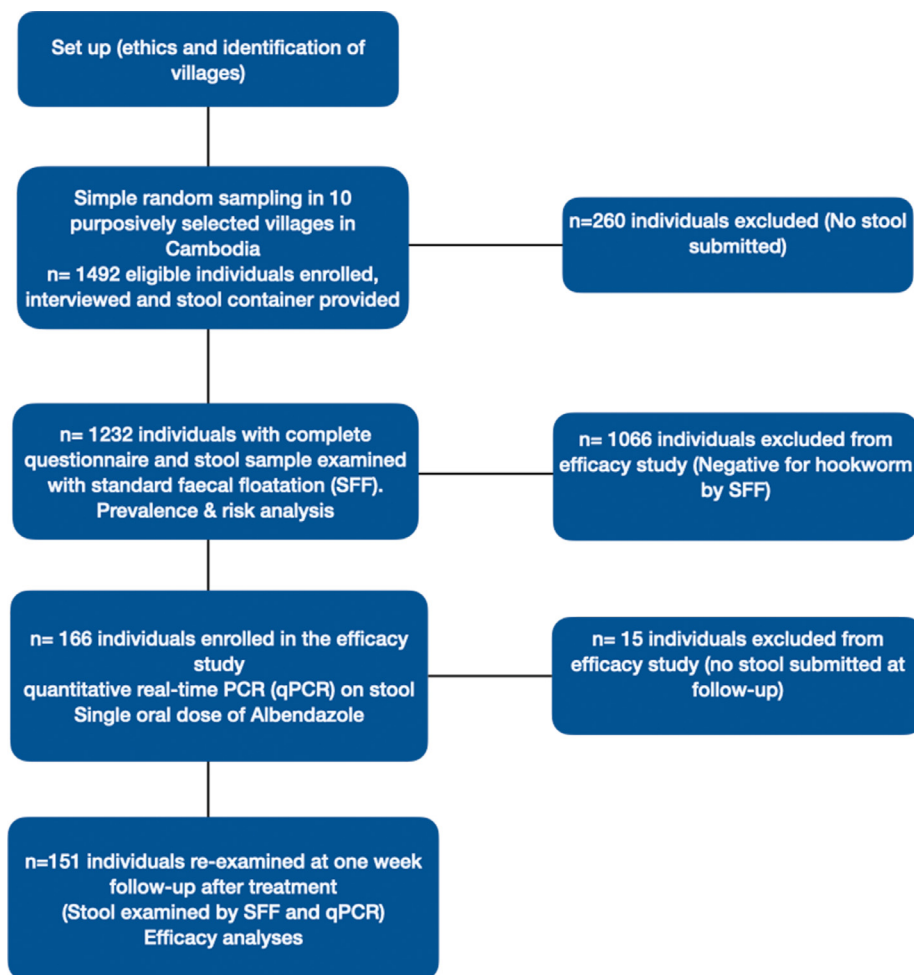 Set up (ethics and identification of
villages)
Simple random sampling in 10
purposively selected villages in
Cambodia
n= 1492 eligible individuals enrolled,
interviewed and stool container provided
n=260 individuals excluded (No stool
submitted)
n= 1232 individuals with complete
questionnaire and stool sample examined
with standard faecal floatation (SFF).
Prevalence & risk analysis
n= 1066 individuals excluded from
efficacy study (Negative for hookworm
by SFF)
n= 166 individuals enrolled in the efficacy
study
quantitative real-time PCR (qPCR) on stool
Single oral dose of Albendazole
n= 15 individuals excluded from
efficacy study (no stool submitted at
follow-up)
n=151 individuals re-examined at one week
follow-up after treatment
(Stool examined by SFF and qPCR)
Efficacy analyses